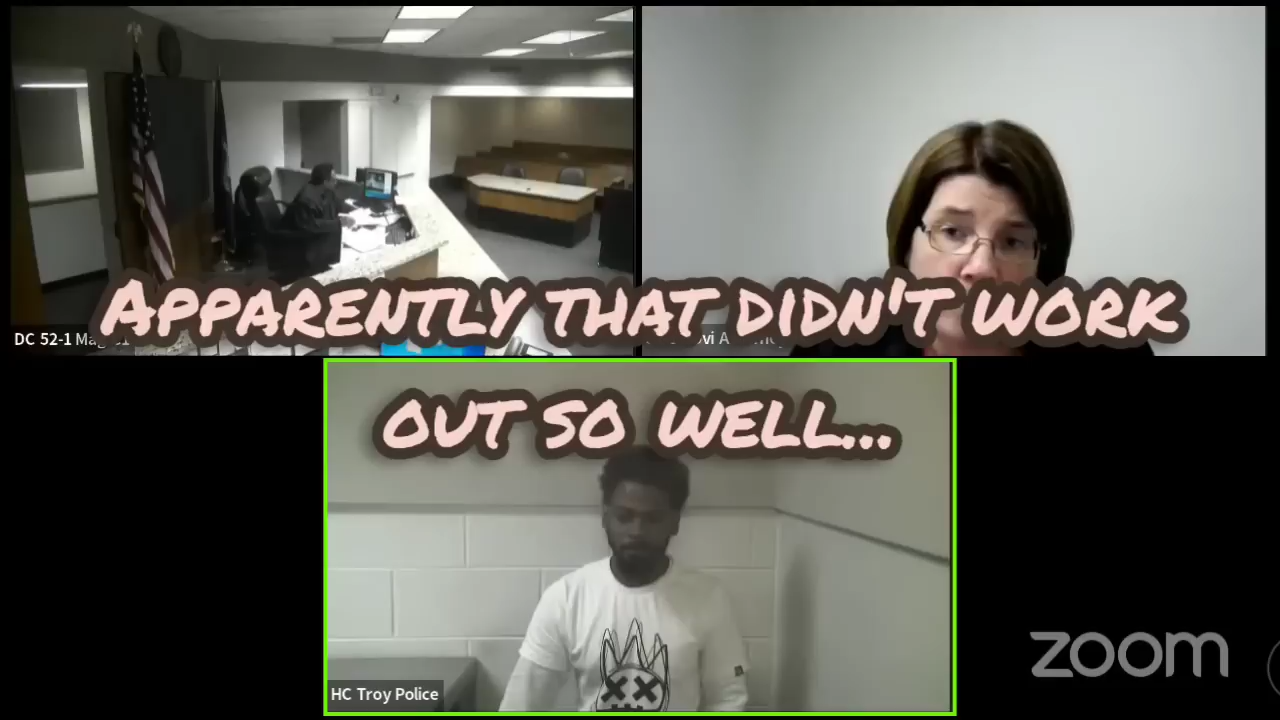 APPARENTLY THAT DIDN'T WORK
DC 52-1
OUT SO WELL...
HC Troy Police
zoom